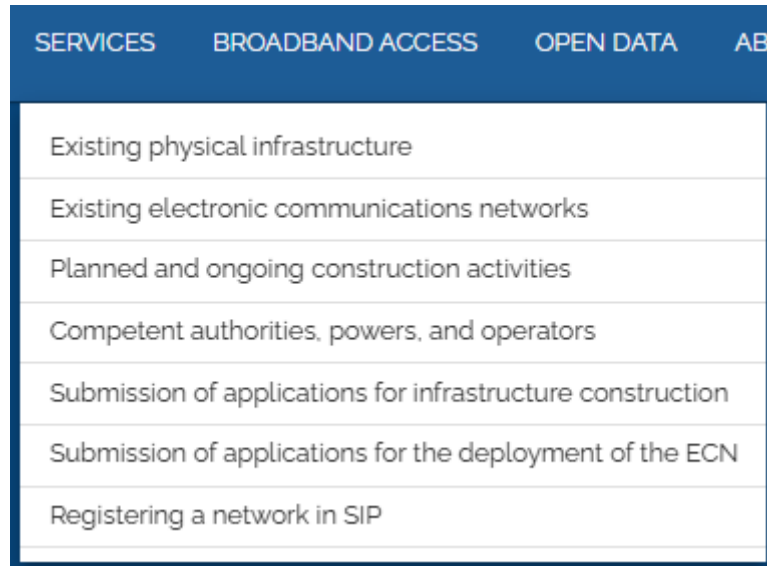 SERVICES BROADBAND ACCESS OPEN DATA AB
Existing physical infrastructure
Existing electronic communications networks
Planned and ongoing construction activities
Competent authorities, powers, and operators
Submission of applications for infrastructure construction
Submission of applications for the deployment of the ECN
Registering a network in SIP